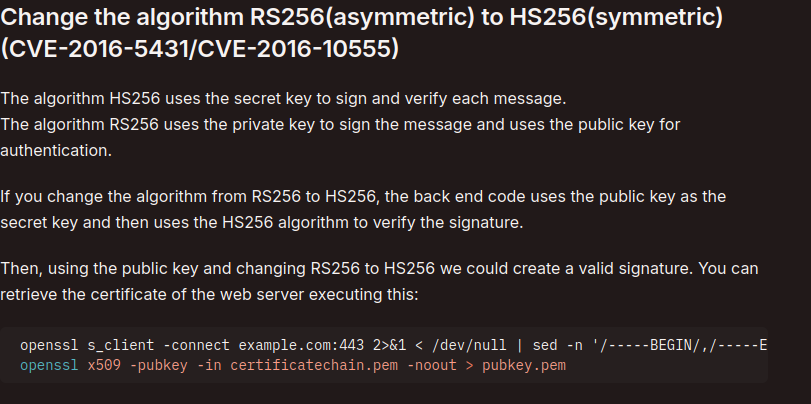 Change the algorithm RS256(asymmetric) to HS256(symmetric)
(CVE-2016-5431/CVE-2016-10555)
The algorithm HS256 uses the secret key to sign and verify each message.
The algorithm RS256 uses the private key to sign the message and uses the public key for
authentication.
If you change the algorithm from RS256 to HS256, the back end code uses the public key as the
secret key and then uses the HS256 algorithm to verify the signature.
Then, using the public key and changing RS256 to HS256 we could create a valid signature. You can
retrieve the certificate of the web server executing this:
openssl s_client -connect example.com:443 2>&1 < /dev/null | sed -n '/-----BEGIN/,/-----E
openssl x509 -pubkey -in certificatechain.pem -noout > pubkey.pem